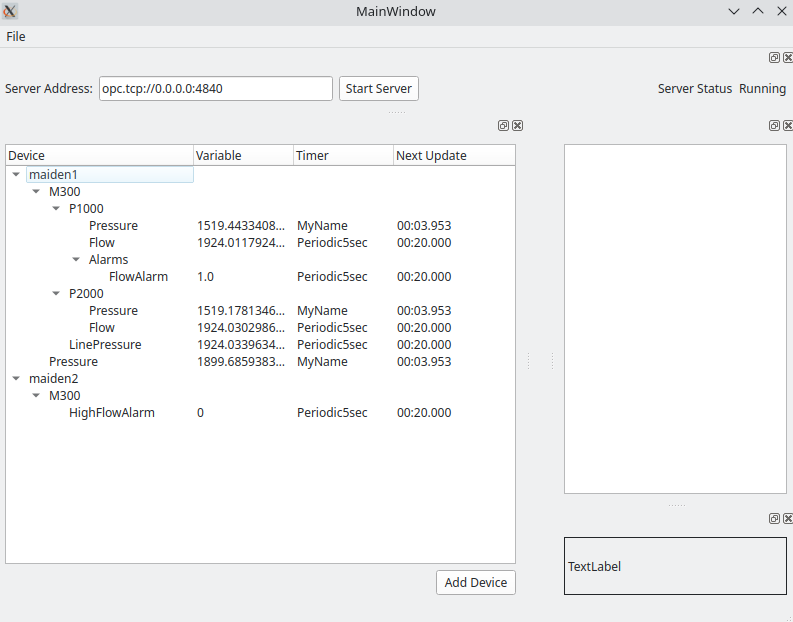 MainWindow
File
Server Address: opc.tcp://0.0.0.0:4840 Start Server Server Status Running
Device Variable Timer Next Update
maiden1
M300
P1000
Pressure 1519.4433408... MyName 00:03.953
Flow 1924.0117924... Periodic5sec 00:20.000
Alarms
FlowAlarm 1.0 Periodic5sec 00:20.000
P2000
Pressure 1519.1781346... MyName 00:03.953
Flow 1924.0302986... Periodic5sec 00:20.000
LinePressure 1924.0339634... Periodic5sec 00:20.000
Pressure 1899.6859383... MyName 00:03.953
maiden2
M300
HighFlowAlarm 0 Periodic5sec 00:20.000
TextLabel
Add Device